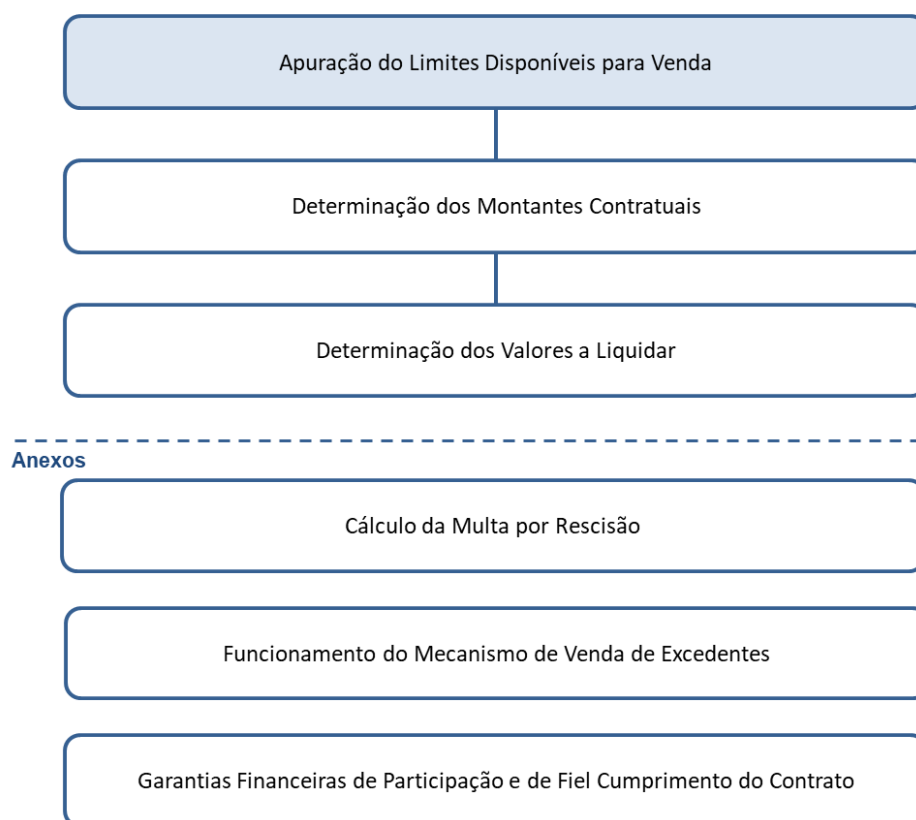 Apuração do Limites Disponíveis para Venda
Determinação dos Montantes Contratuais
Determinação dos Valores a Liquidar
Anexos
Cálculo da Multa por Rescisão
Funcionamento do Mecanismo de Venda de Excedentes
Garantias Financeiras de Participação e de Fiel Cumprimento do Contrato